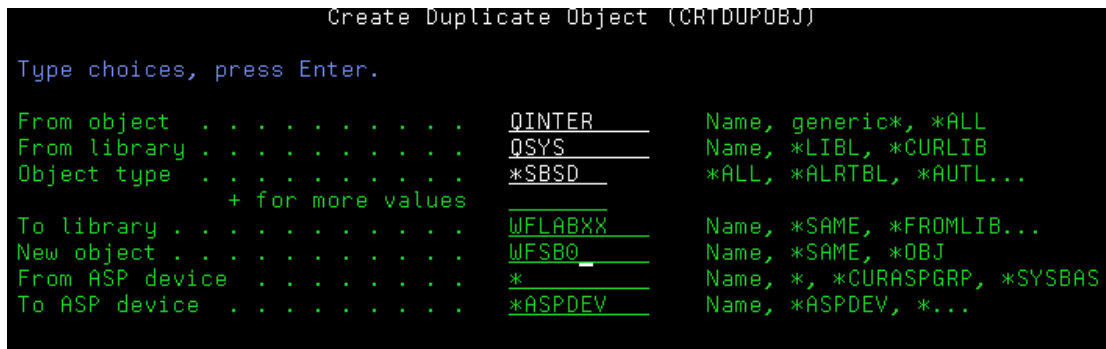 Create Duplicate Object (CRTDUPOBJ)
Type choices, press Enter.
From object . . . . . . . . . . QINTER Name, generic*, *ALL
From library . . . . . . . . . . QSYS Name, *LIBL, *CURLIB
Object type . . . . . . . . . . *SBSD *ALL, *ALRTBL, *AUTL...
+ for more values
To library . . . . . . . . . . . WFLABXX Name, *SAME, *FROMLIB...
New object . . . . . . . . . . . WFSB0 Name, *SAME, *OBJ
From ASP device . . . . . . . . * Name, *, *CURASPGRP, *SYSBAS
To ASP device . . . . . . . . . *ASPDEV Name, *ASPDEV, *...